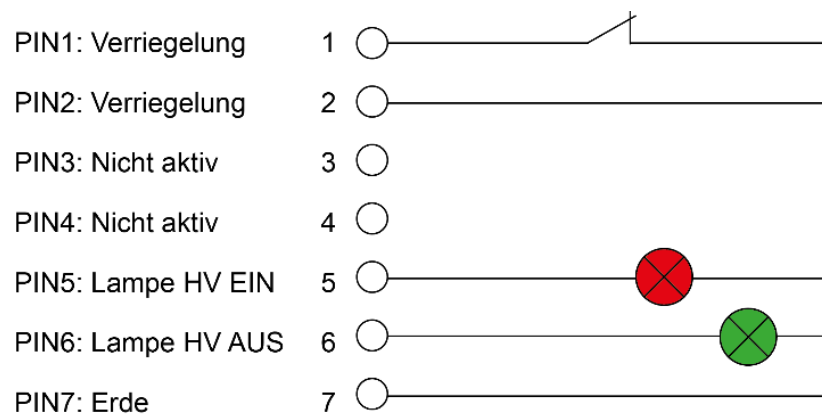 PIN1: Verriegelung 1
PIN2: Verriegelung 2
PIN3: Nicht aktiv 3
PIN4: Nicht aktiv 4
PIN5: Lampe HV EIN 5
PIN6: Lampe HV AUS 6
PIN7: Erde 7